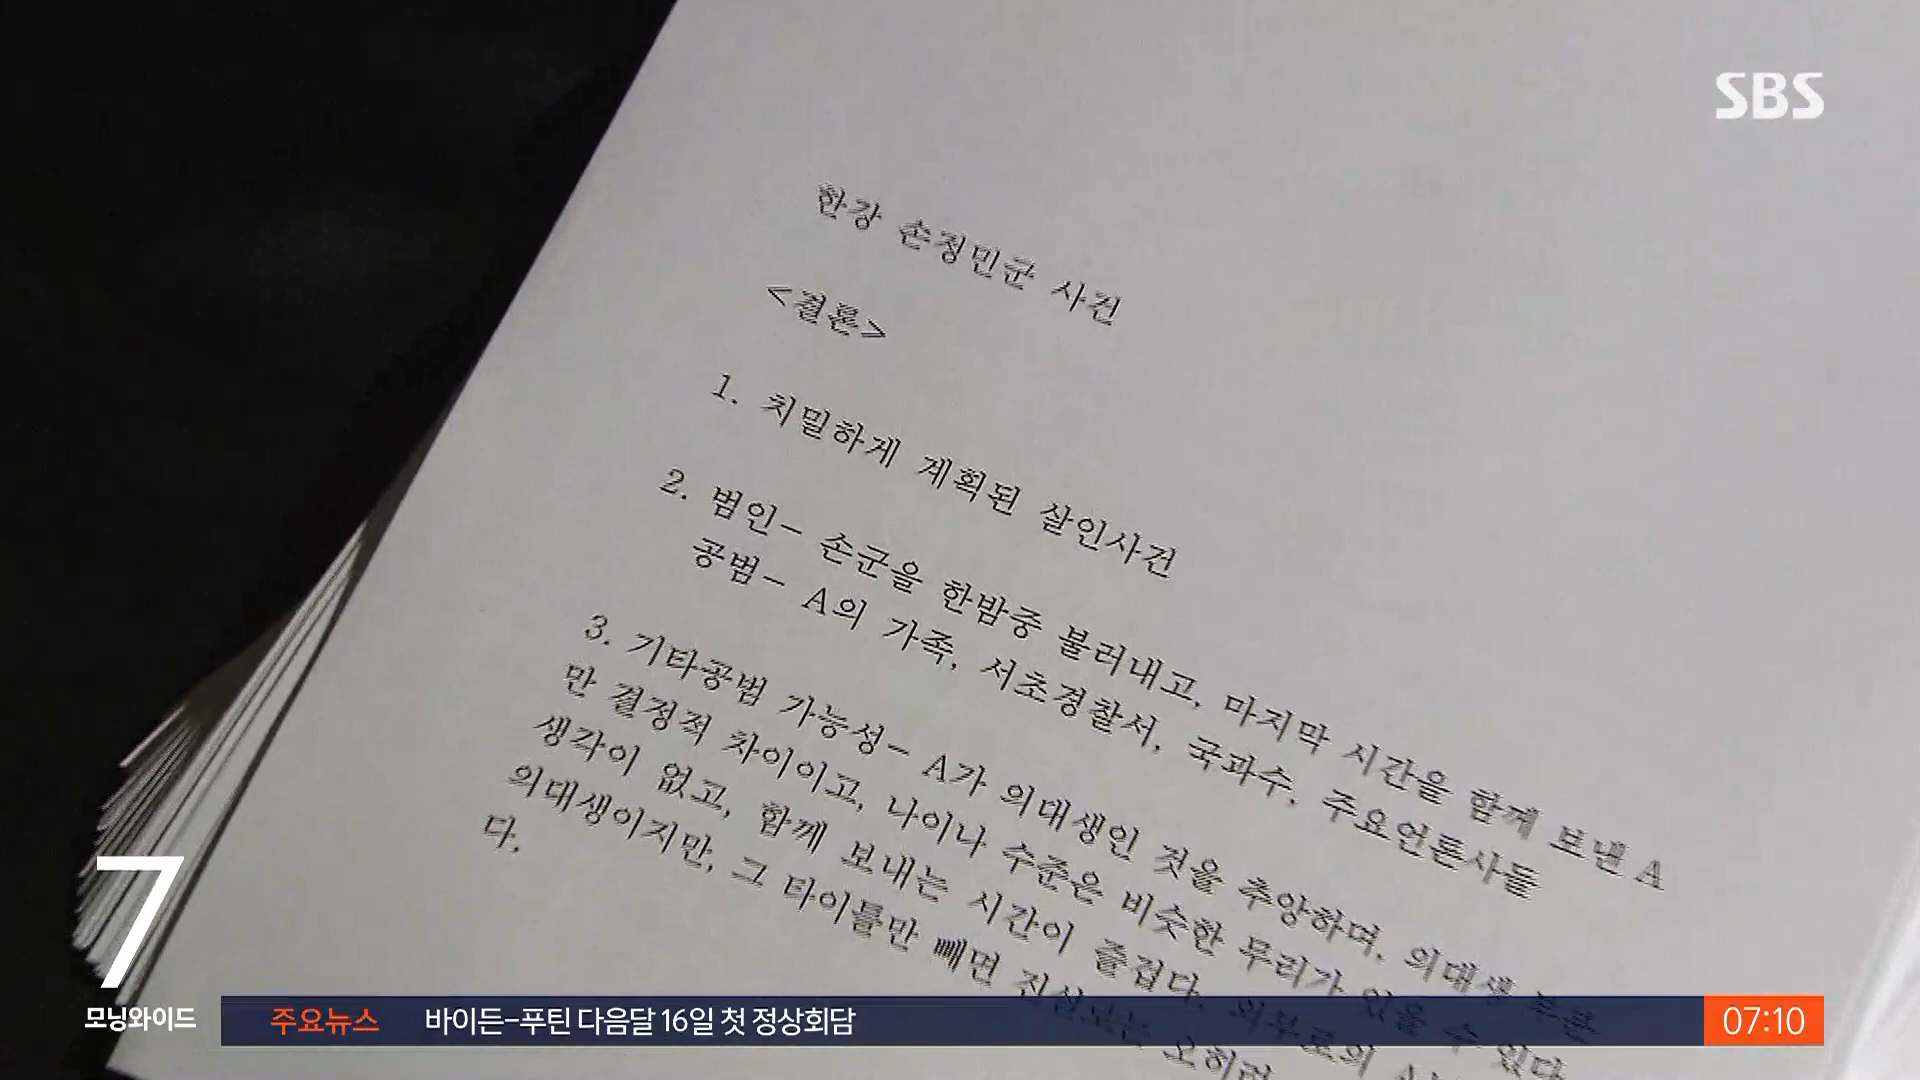 SBS
한강 손정민군 사건
<결론>
1. 치밀하게 계획된 살인사건
2. 범인- 손군을 한밤중 불러내고, 마지막 시간을 함께 보낸 A
공범- A의 가족, 서초경찰서, 국과수, 주요언론사들
3. 기타공범 가능성- A가 의대생인 것을 추앙하며, 의대생
만 결정적 차이이고, 나이나 수준은 비슷한 무리가 있을 수 있다
생각이 없고, 함께 보내는 시간이 즐겁다. 외부로의
의대생이지만, 그 타이틀만 빼면 오히려
다.
7
모닝와이드
주요뉴스 바이든-푸틴 다음달 16일 첫 정상회담
07:10